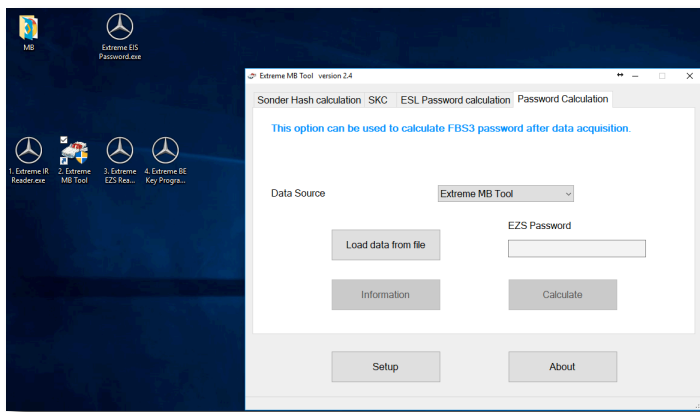 MB
Extreme EIS
Password.exe
1. Extreme IR
Reader.exe
2. Extreme
MB Tool
3. Extreme
EZS Rea...
4. Extreme BE
Key Progra...
Extreme MB Tool version 2.4
Sonder Hash calculation
SKC
ESL Password calculation
Password Calculation
This option can be used to calculate FBS3 password after data acquisition.
Data Source
Extreme MB Tool
EZS Password
Load data from file
Information
Calculate
Setup
About